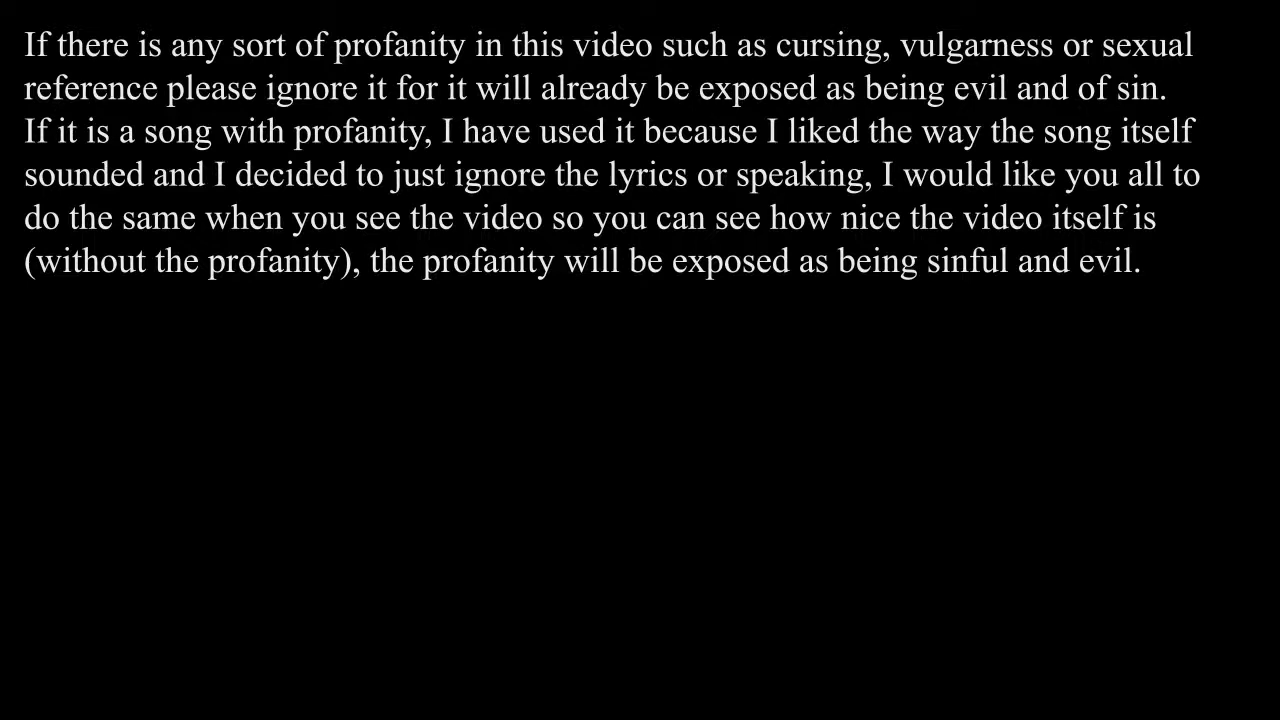 If there is any sort of profanity in this video such as cursing, vulgarness or sexual
reference please ignore it for it will already be exposed as being evil and of sin.
If it is a song with profanity, I have used it because I liked the way the song itself
sounded and I decided to just ignore the lyrics or speaking, I would like you all to
do the same when you see the video so you can see how nice the video itself is
(without the profanity), the profanity will be exposed as being sinful and evil.